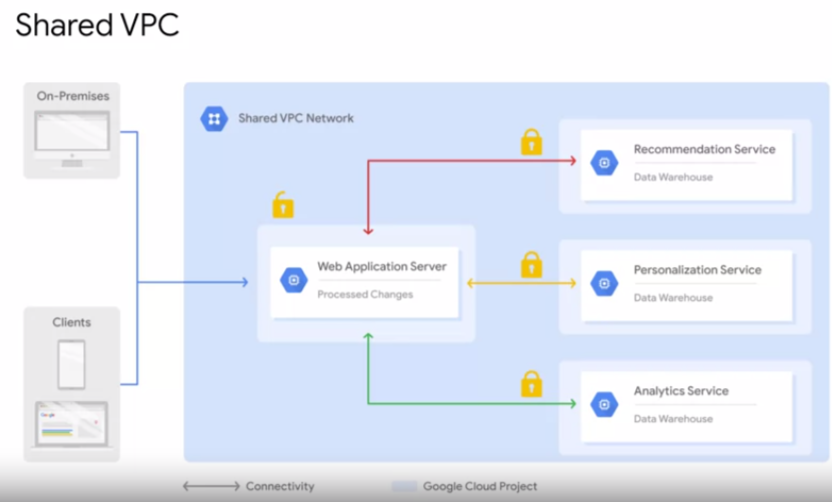 Shared VPC
On-Premises
Shared VPC Network
Recommendation Service
Data Warehouse
Web Application Server
Processed Changes
Personalization Service
Data Warehouse
Clients
Analytics Service
Data Warehouse
Connectivity
Google Cloud Project